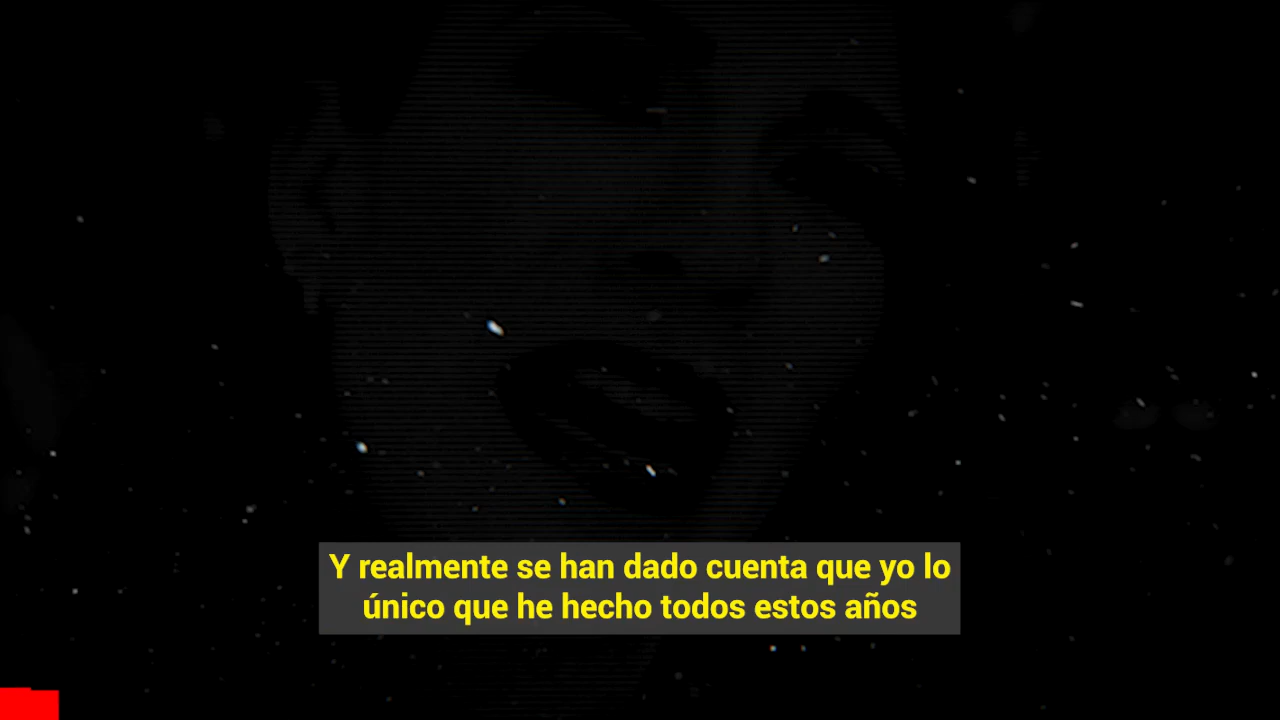 Y realmente se han dado cuenta que yo lo
único que he hecho todos estos años